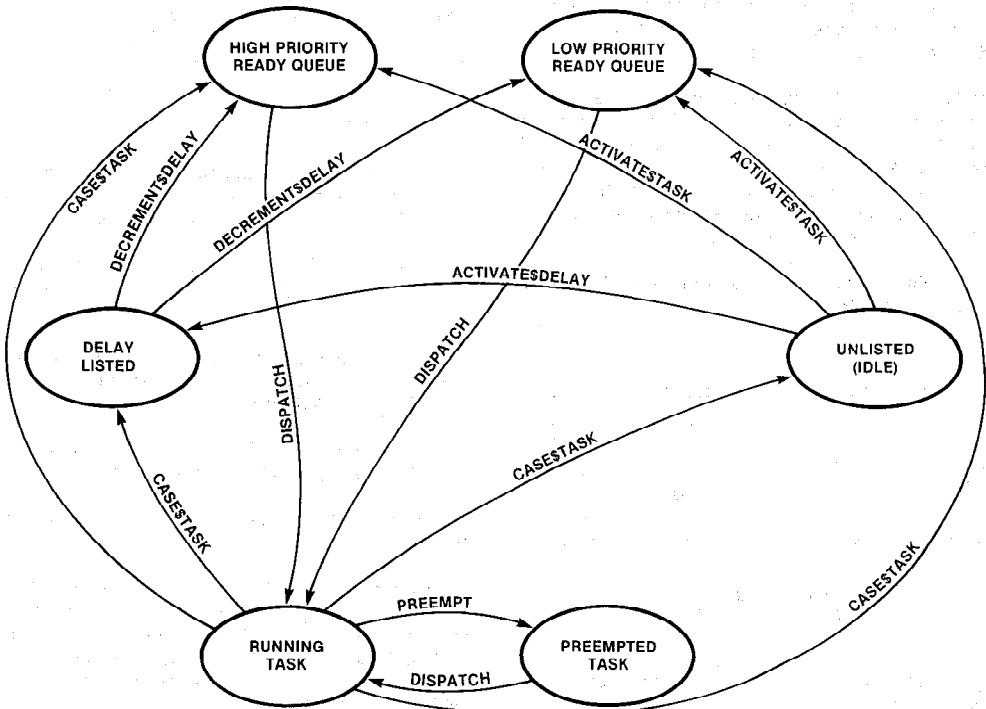 HIGH PRIORITY
READY QUEUE
LOW PRIORITY
READY QUEUE
CASE$TASK
DECREMENT$DELAY
DECREMENT$DELAY
ACTIVATE$TASK
ACTIVATE$TASK
ACTIVATE$DELAY
DELAY
LISTED
UNLISTED
(IDLE)
DISPATCH
DISPATCH
CASE$TASK
CASE$TASK
CASE$TASK
PREEMPT
RUNNING
TASK
PREEMPTED
TASK
DISPATCH